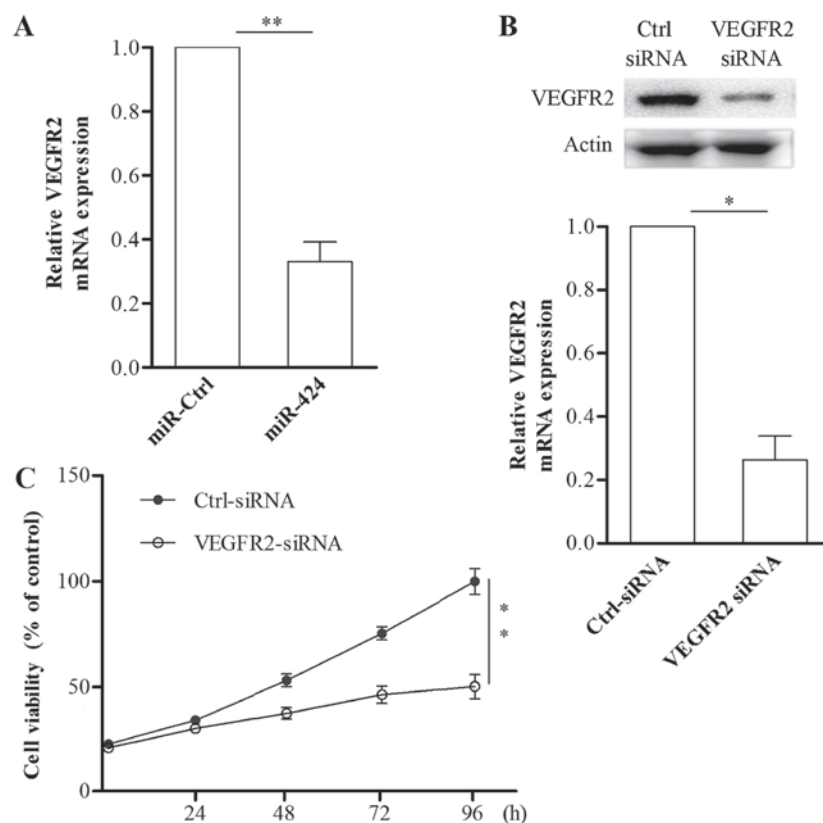 A
**
Relative VEGFR2
mRNA expression
1.0
0.8
0.6
0.4
0.2
0.0
miR-Ctrl
miR-424
B
Ctrl
siRNA
VEGFR2
siRNA
VEGFR2
Actin
*
Relative VEGFR2
mRNA expression
1.0
0.8
0.6
0.4
0.2
0.0
Ctrl-siRNA
VEGFR2 siRNA
C
Cell viability (% of control)
150
100
50
0
Ctrl-siRNA
VEGFR2-siRNA
**
24 48 72 96 (h)